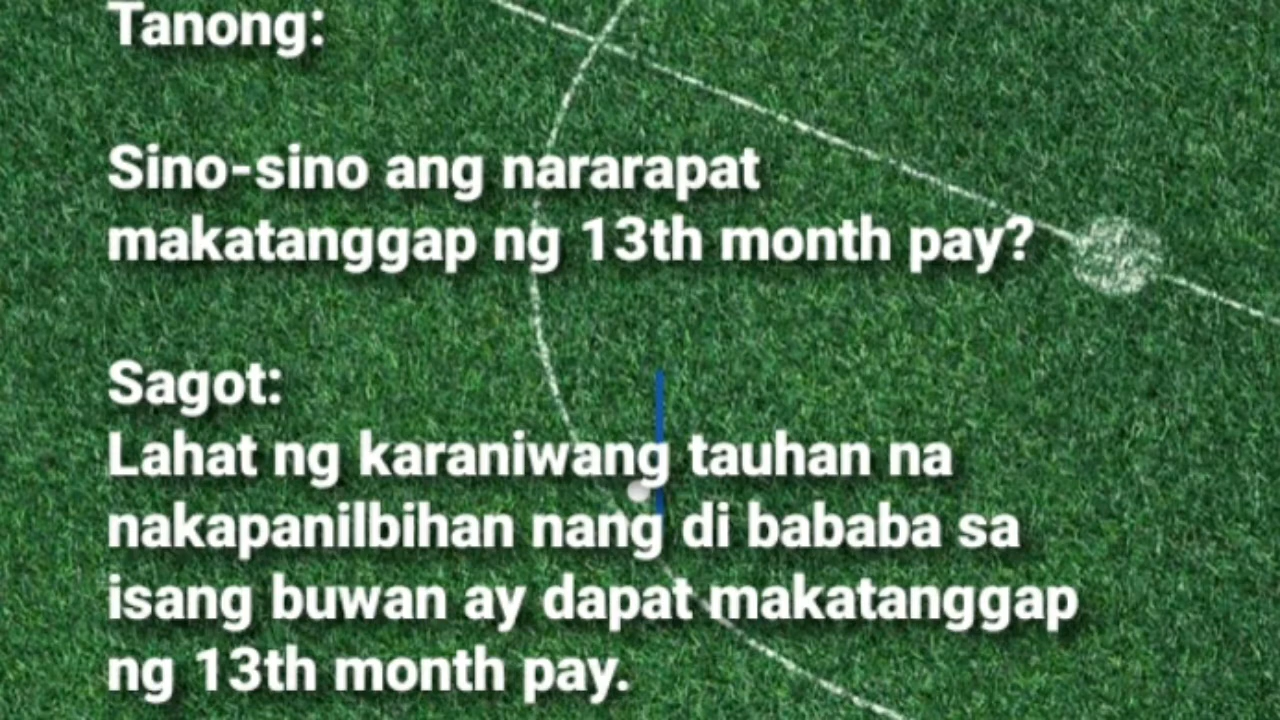 Tanong:
Sino-sino ang nararapat
makatanggap ng 13th month pay?
Sagot:
Lahat ng karaniwang tauhan na
nakapanilbihan nang di bababa sa
isang buwan ay dapat makatanggap
ng 13th month pay.